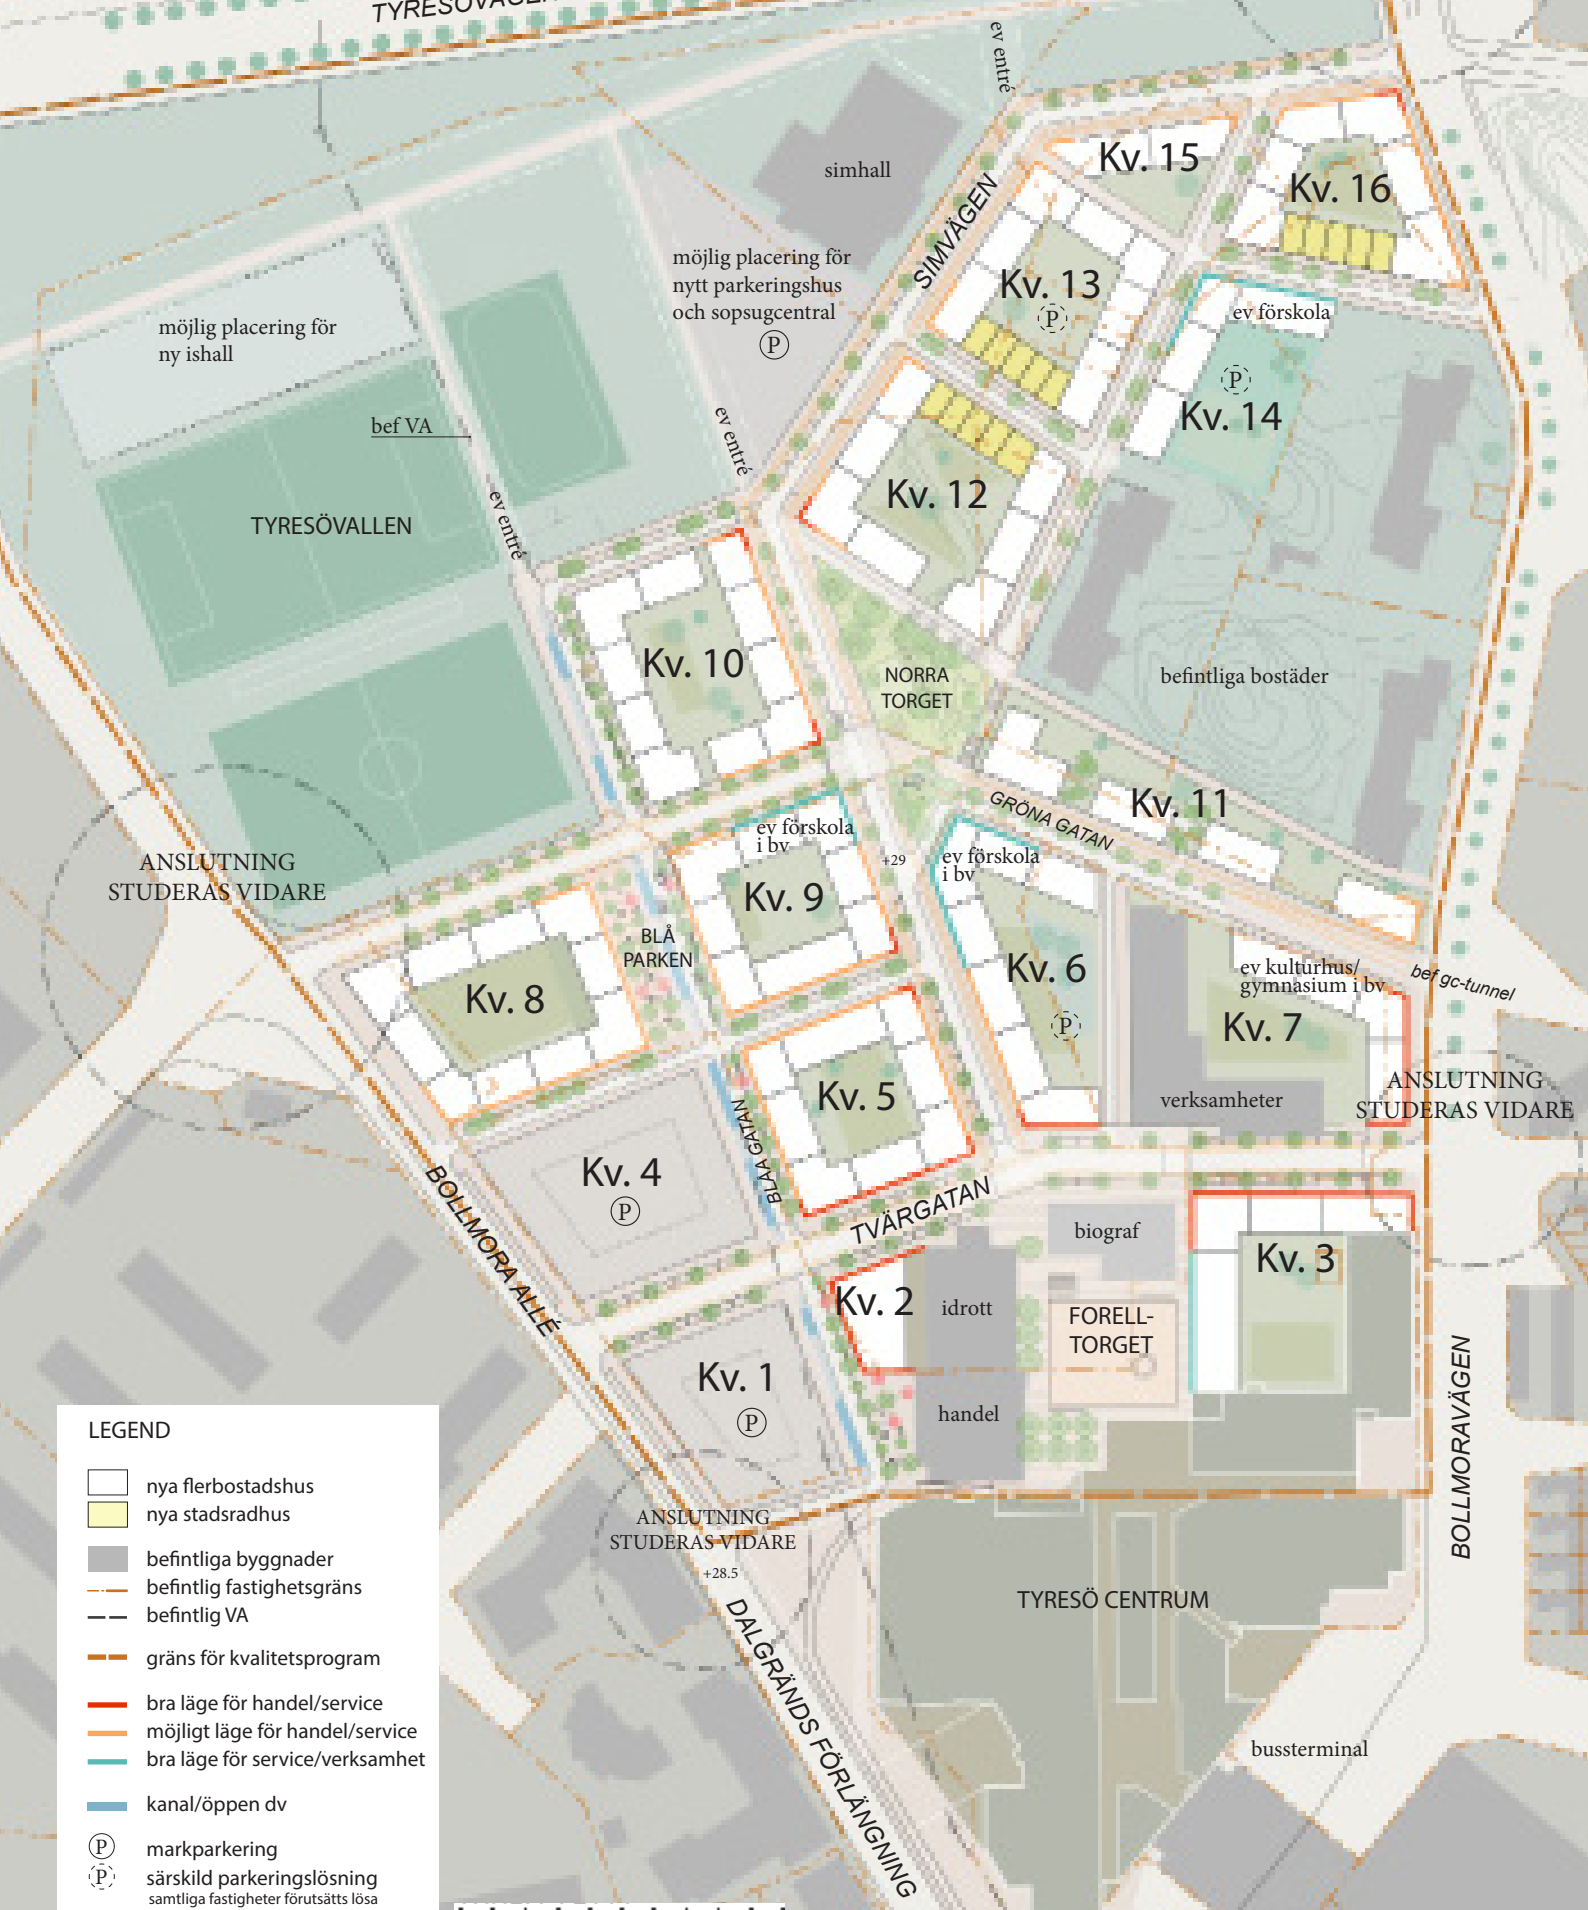 TYRESÖVÄGEN
ev entré
simhall
Kv. 15
Kv. 16
SIMVÄGEN
möjlig placering för
nytt parkeringshus
och sopsugcentral
P
Kv. 13
P
ev förskola
P
Kv. 14
möjlig placering för
ny ishall
bef VA
ev entré
ev entré
TYRESÖVALLEN
Kv. 12
Kv. 10
NORRA
TORGET
befintliga bostäder
Kv. 11
GRÖNA GATAN
ev förskola
i bv
+29
ev förskola
i bv
ANSLUTNING
STUDERAS VIDARE
Kv. 9
BLÅ
PARKEN
Kv. 8
Kv. 6
P
ev kulturhus/
gymnasium i bv
bef gc-tunnel
Kv. 7
ANSLUTNING
STUDERAS VIDARE
verksamheter
Kv. 5
BLÅA GATAN
Kv. 4
P
BOLLMORA ALLÉ
TVÄRGATAN
biograf
Kv. 3
Kv. 2
idrott
FORELL-
TORGET
Kv. 1
P
handel
BOLLMORAVÄGEN
ANSLUTNING
STUDERAS VIDARE
+28.5
TYRESÖ CENTRUM
DALGRÄNDS FÖRLÄNGNING
bussterminal
LEGEND
nya flerbostadshus
nya stadsradhus
befintliga byggnader
befintlig fastighetsgräns
befintlig VA
gräns för kvalitetsprogram
bra läge för handel/service
möjligt läge för handel/service
bra läge för service/verksamhet
kanal/öppen dv
P markparkering
P särskild parkeringslösning
samtliga fastigheter förutsätts lösa